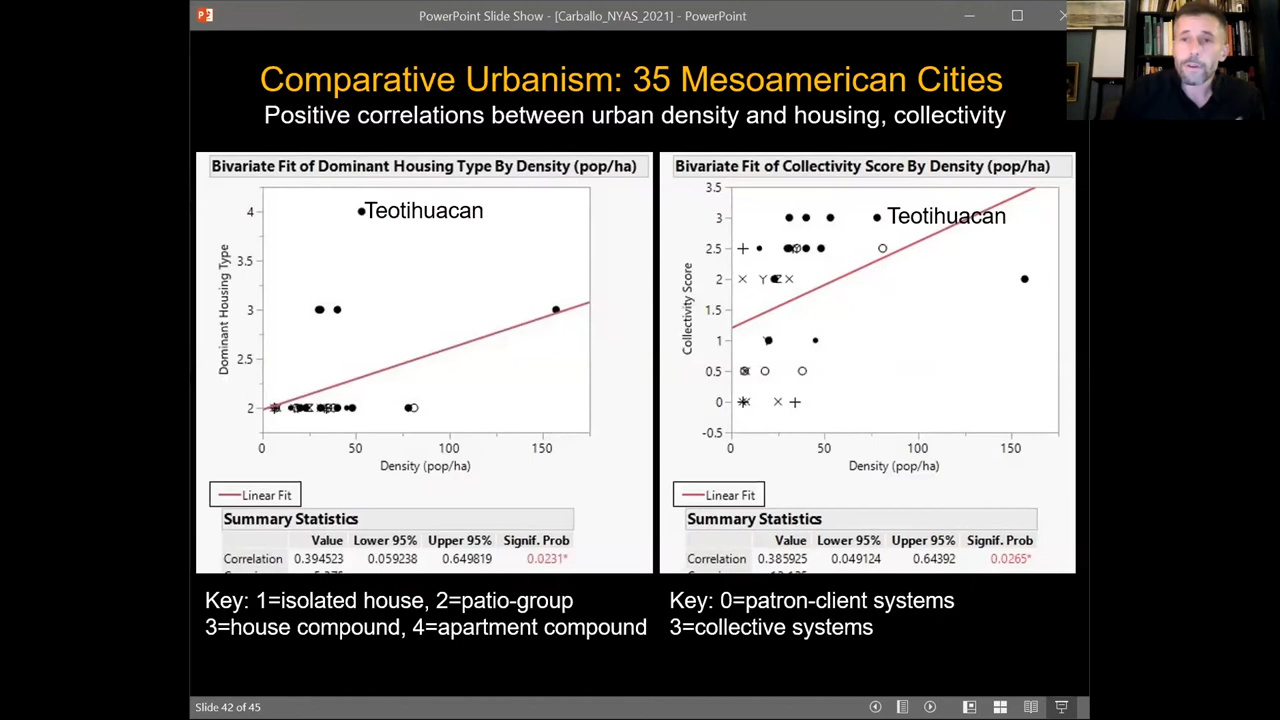 PowerPoint Slide Show - [Carballo_NYAS_2021] - PowerPoint
Comparative Urbanism: 35 Mesoamerican Cities
Positive correlations between urban density and housing, collectivity
Bivariate Fit of Dominant Housing Type By Density (pop/ha)
4
3.5
3
2.5
2
Dominant Housing Type
Teotihuacan
0
50
100
150
Density (pop/ha)
Linear Fit
Summary Statistics
Value Lower 95% Upper 95% Signif. Prob
Correlation 0.394523 0.059238 0.649819 0.0231*
Key: 1=isolated house, 2=patio-group
3=house compound, 4=apartment compound
Bivariate Fit of Collectivity Score By Density (pop/ha)
3.5
3
2.5
2
1.5
1
0.5
0
-0.5
Collectivity Score
Teotihuacan
0
50
100
150
Density (pop/ha)
Linear Fit
Summary Statistics
Value Lower 95% Upper 95% Signif. Prob
Correlation 0.385925 0.049124 0.64392 0.0265*
Key: 0=patron-client systems
3=collective systems
Slide 42 of 45